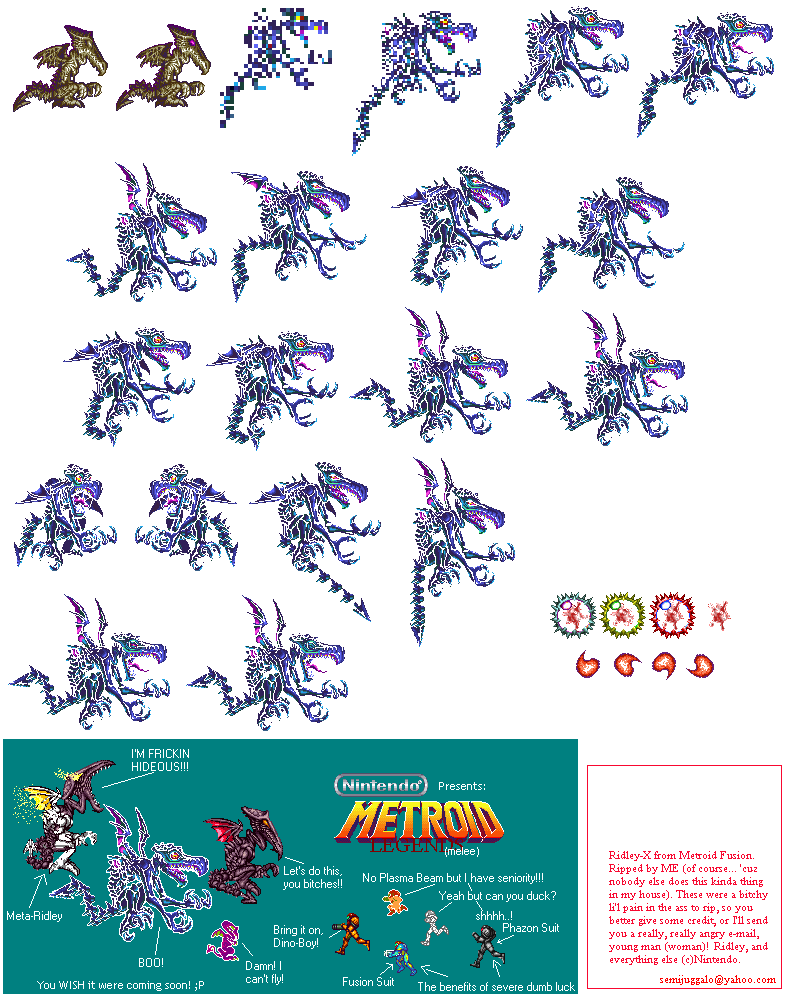 I'M FRICKIN
HIDEOUS!!!
Nintendo®
Presents:
METROID
LEGENDS
(melee)
Let's do this,
you bitches!!
No Plasma Beam but I have seniority!!!
Yeah but can you duck?
shhhh..!
Phazon Suit
Meta-Ridley
Bring it on,
Dino-Boy!
BOO!
Damn! I
can't fly!
Fusion Suit
The benefits of severe dumb luck
You WISH it were coming soon! ;P
Ridley-X from Metroid Fusion.
Ripped by ME (of course... 'cuz
nobody else does this kinda thing
in my house). These were a bitchy
li'l pain in the ass to rip, so you
better give some credit, or I'll send
you a really, really angry e-mail,
young man (woman)! Ridley, and
everything else (c)Nintendo.
semijuggalo@yahoo.com